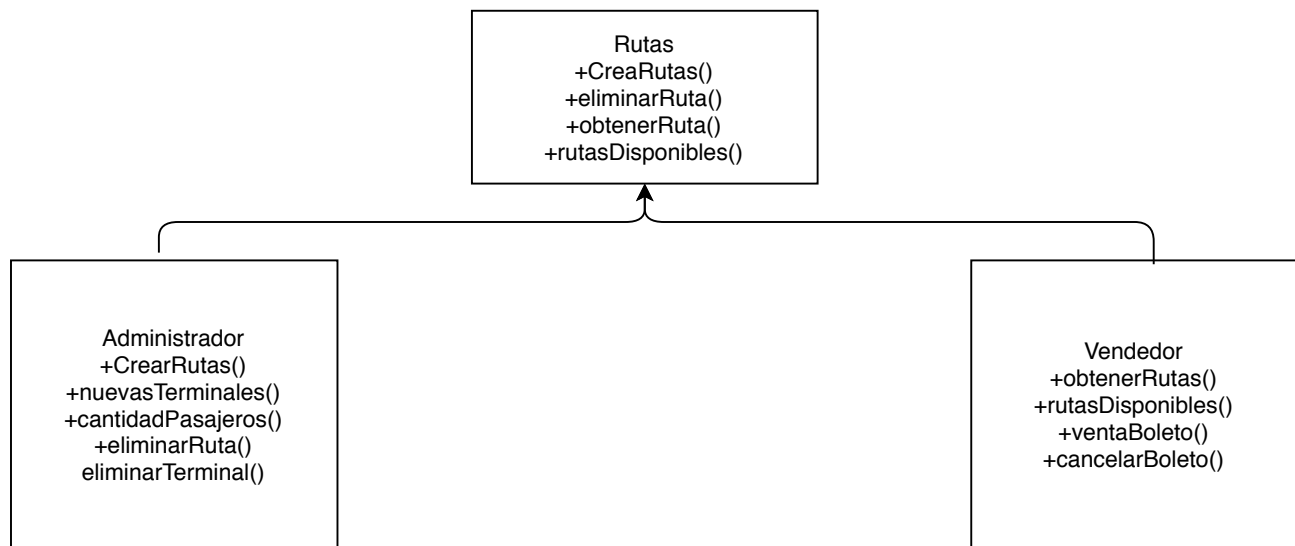 Rutas
+CreaRutas()
+eliminarRuta()
+obtenerRuta()
+rutasDisponibles()
Administrador
+CrearRutas()
+nuevasTerminales()
+cantidadPasajeros()
+eliminarRuta()
eliminarTerminal()
Vendedor
+obtenerRutas()
+rutasDisponibles()
+ventaBoleto()
+cancelarBoleto()